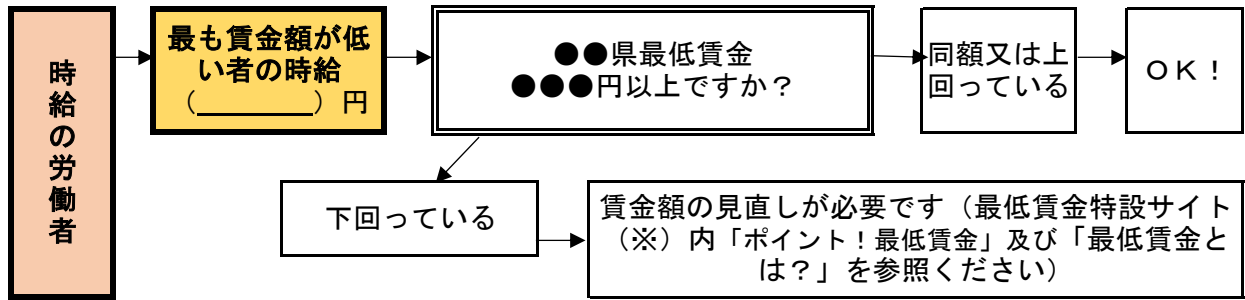 時給の労働者
最も賃金額が低
い者の時給
（________）円
●●県最低賃金
●●●円以上ですか？
同額又は上
回っている
ＯＫ！
下回っている
賃金額の見直しが必要です（最低賃金特設サイト
（※）内「ポイント！最低賃金」及び「最低賃金と
は？」を参照ください）